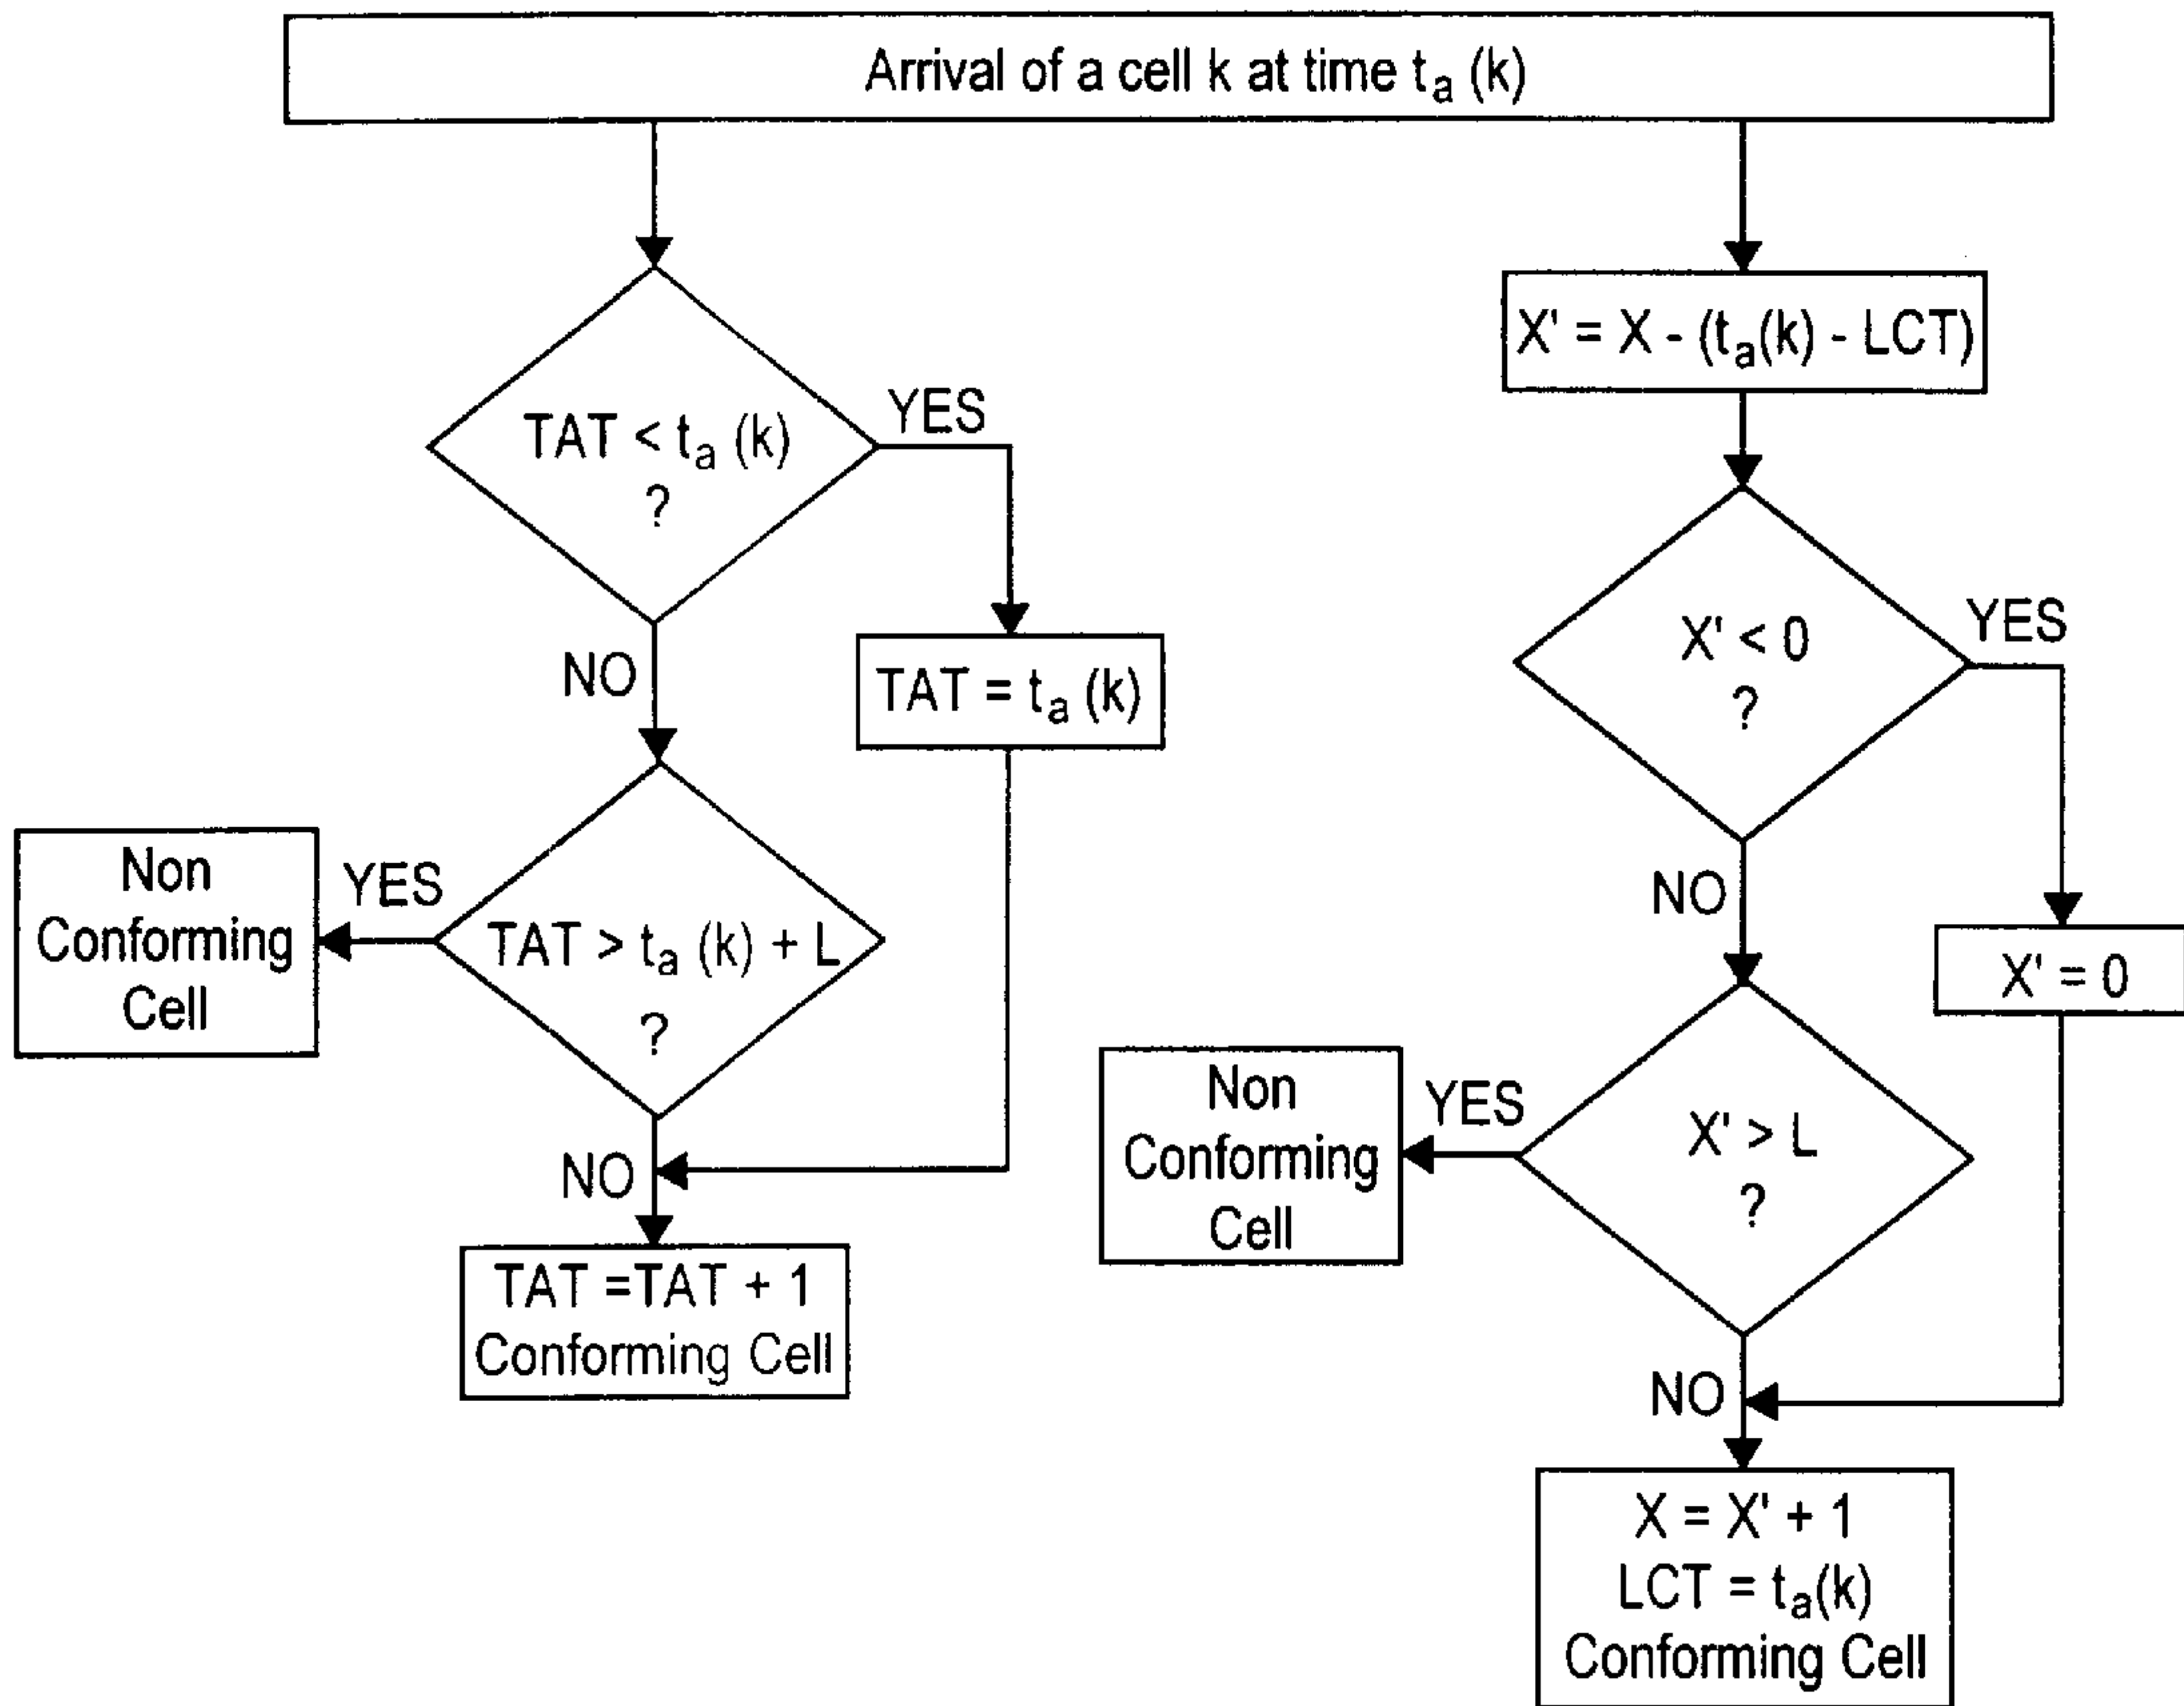 Arrival of a cell k at time tₐ (k)
TAT < tₐ (k)
?
YES
NO
TAT = tₐ (k)
TAT > tₐ (k) + L
?
YES
Non
Conforming
Cell
NO
TAT =TAT + 1
Conforming Cell
X' = X - (tₐ(k) - LCT)
X' < 0
?
YES
NO
X' = 0
X' > L
?
YES
Non
Conforming
Cell
NO
X = X' + 1
LCT = tₐ(k)
Conforming Cell